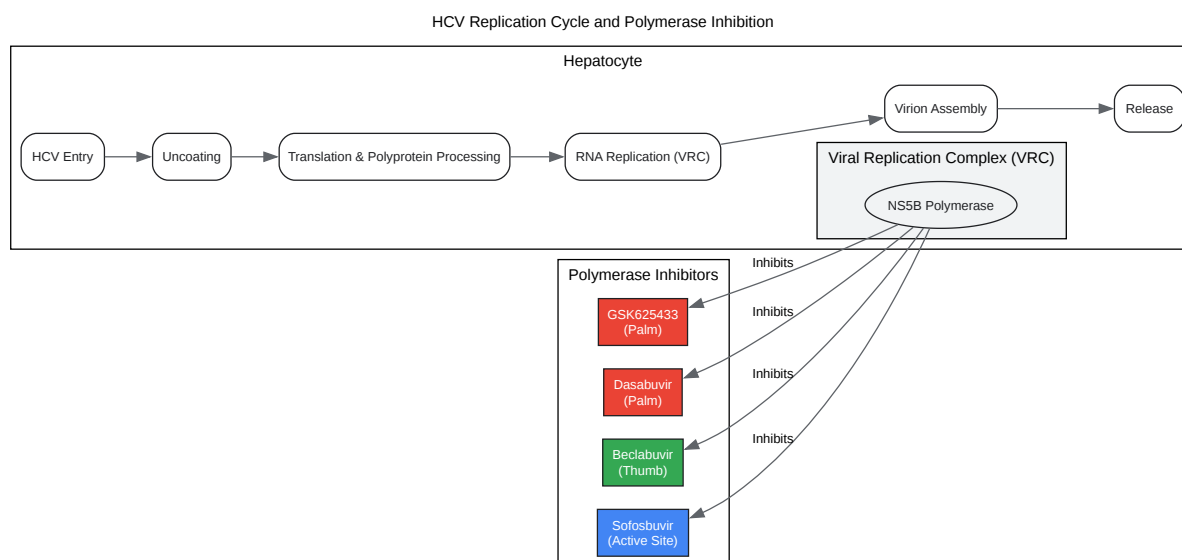 HCV Replication Cycle and Polymerase Inhibition
Hepatocyte
HCV Entry
Uncoating
Translation & Polyprotein Processing
RNA Replication (VRC)
Virion Assembly
Release
Viral Replication Complex (VRC)
NS5B Polymerase
Polymerase Inhibitors
Inhibits
GSK625433
(Palm)
Inhibits
Dasabuvir
(Palm)
Inhibits
Beclabuvir
(Thumb)
Inhibits
Sofosbuvir
(Active Site)